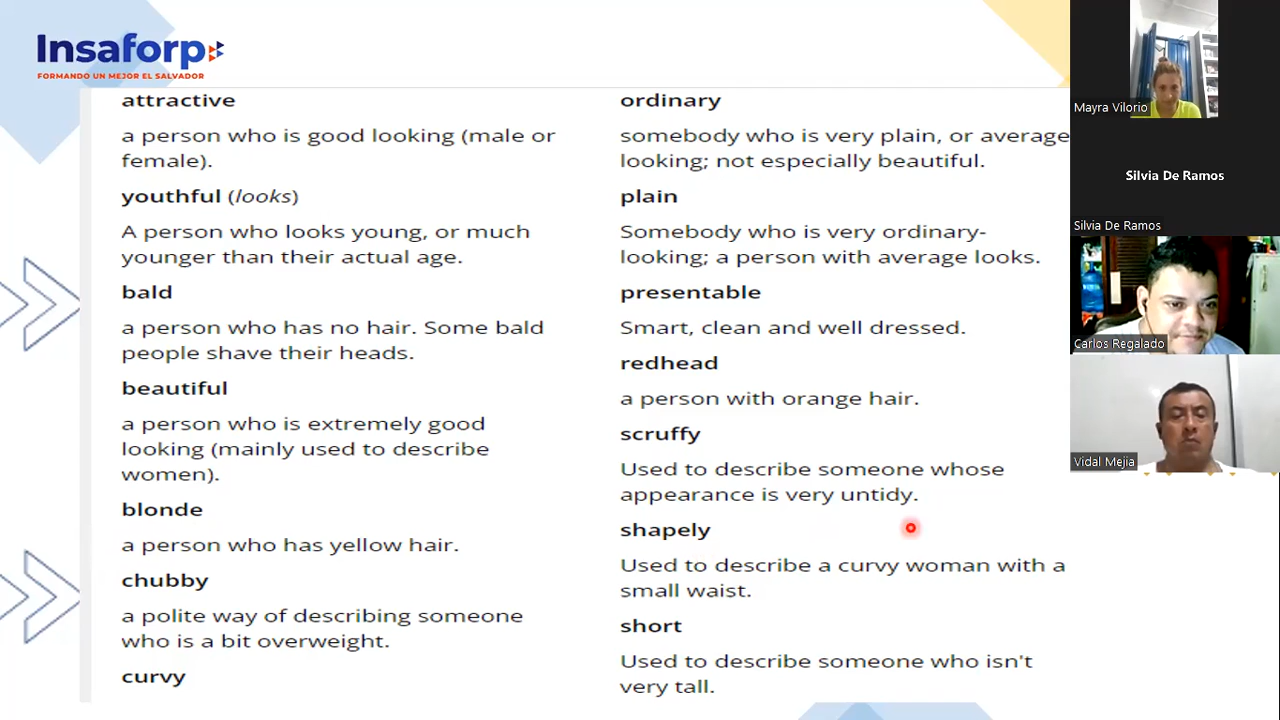 Insaforp
FORMANDO UN MEJOR EL SALVADOR
attractive
a person who is good looking (male or
female).
youthful (looks)
A person who looks young, or much
younger than their actual age.
bald
a person who has no hair. Some bald
people shave their heads.
beautiful
a person who is extremely good
looking (mainly used to describe
women).
blonde
a person who has yellow hair.
chubby
a polite way of describing someone
who is a bit overweight.
curvy
ordinary
somebody who is very plain, or average
looking; not especially beautiful.
plain
Somebody who is very ordinary-
looking; a person with average looks.
presentable
Smart, clean and well dressed.
redhead
a person with orange hair.
scruffy
Used to describe someone whose
appearance is very untidy.
shapely
Used to describe a curvy woman with a
small waist.
short
Used to describe someone who isn't
very tall.
Mayra Vilorio
Silvia De Ramos
Silvia De Ramos
Carlos Regalado
Vidal Mejia